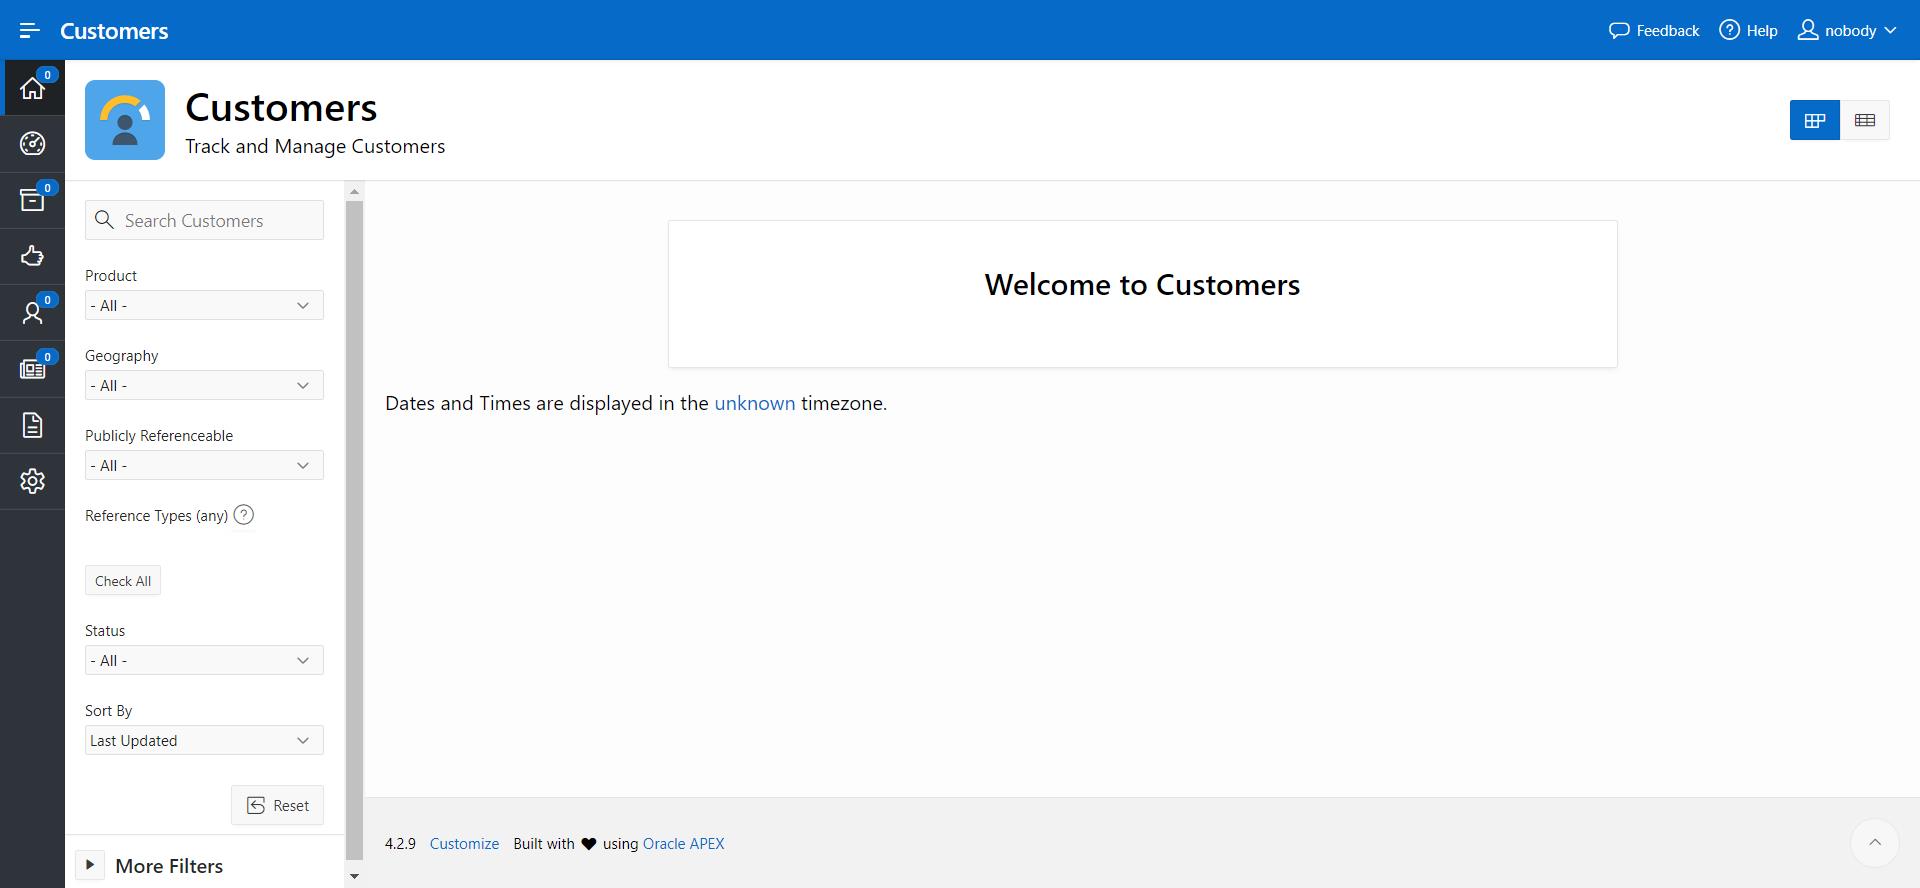 Customers
Feedback
Help
nobody
0
0
0
0
Customers
Track and Manage Customers
Search Customers
Product
- All -
Geography
- All -
Publicly Referenceable
- All -
Reference Types (any)
Check All
Status
- All -
Sort By
Last Updated
Reset
More Filters
Welcome to Customers
Dates and Times are displayed in the unknown timezone.
4.2.9 Customize Built with ♥ using Oracle APEX